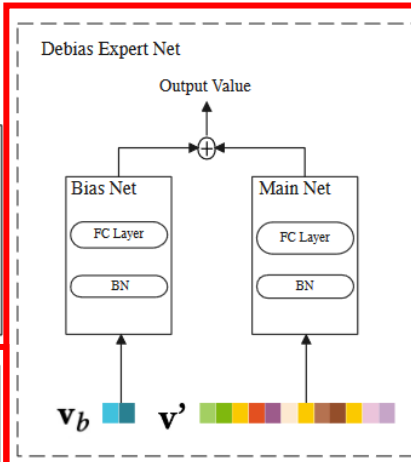 Debias Expert Net
Output Value
+
Bias Net
Main Net
FC Layer
FC Layer
BN
BN
v_b
v’